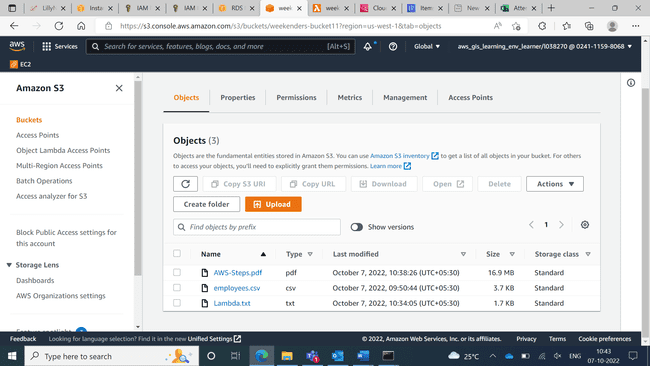 Lilly/
Insta
IAM
IAM
RDS
wee
week
Clou
Item
New
Atte
https://s3.console.aws.amazon.com/s3/buckets/weekenders-bucket11?region=us-west-1&tab=objects
aws
Services
Search for services, features, blogs, docs, and more
[Alt+S]
Global
aws_gis_learning_env_learner/L038270 @ 0241-1159-8068
EC2
Amazon S3
Buckets
Access Points
Object Lambda Access Points
Multi-Region Access Points
Batch Operations
Access analyzer for S3
Block Public Access settings for
this account
Storage Lens
Dashboards
AWS Organizations settings
Objects
Properties
Permissions
Metrics
Management
Access Points
Objects (3)
Objects are the fundamental entities stored in Amazon S3. You can use Amazon S3 inventory to get a list of all objects in your bucket. For others
to access your objects, you'll need to explicitly grant them permissions. Learn more
Copy S3 URI
Copy URL
Download
Open
Delete
Actions
Create folder
Upload
Find objects by prefix
Show versions
1
Name
Type
Last modified
Size
Storage class
AWS-Steps.pdf pdf October 7, 2022, 10:38:26 (UTC+05:30) 16.9 MB Standard
employees.csv csv October 7, 2022, 09:50:44 (UTC+05:30) 3.7 KB Standard
Lambda.txt txt October 7, 2022, 10:34:05 (UTC+05:30) 1.7 KB Standard
Feedback
Looking for language selection? Find it in the new Unified Settings
© 2022, Amazon Web Services, Inc. or its affiliates.
Privacy
Terms
Cookie preferences
Type here to search
25°C
ENG
10:43
07-10-2022